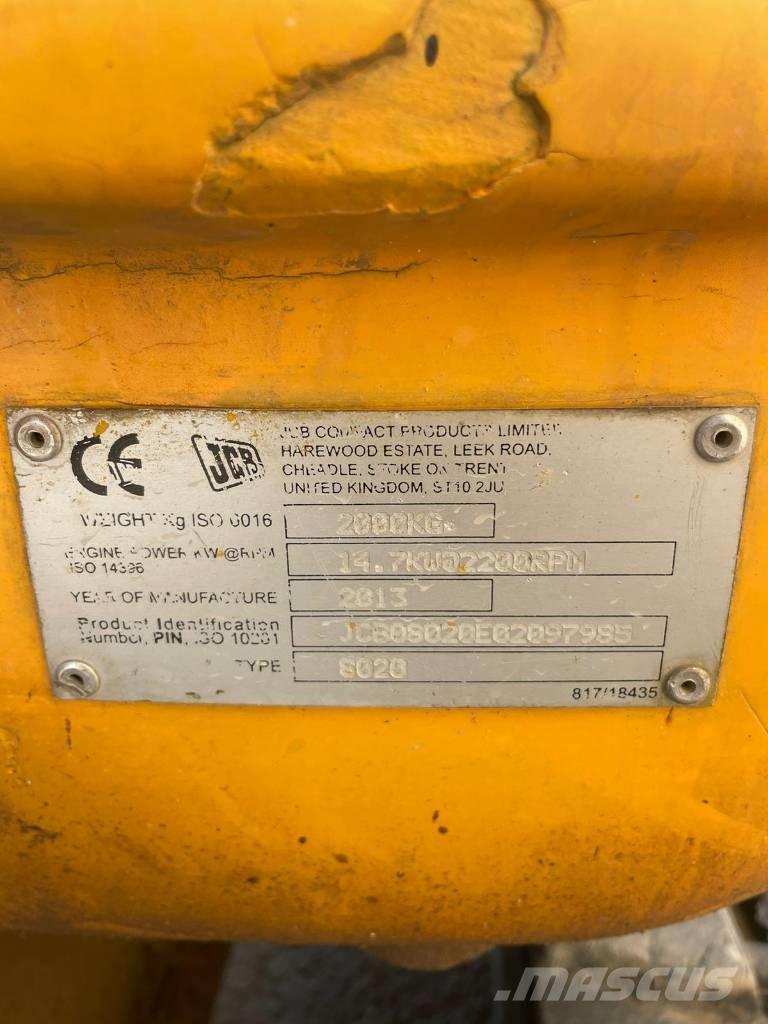 CE
JCB
JCB COMPACT PRODUCTS LIMITED
HAREWOOD ESTATE, LEEK ROAD,
CHEADLE, STOKE ON TRENT
UNITED KINGDOM, ST10 2JU
WEIGHT Kg ISO 6016 2000KG
ENGINE POWER KW @RPM 14.7KW@2200RPM
ISO 14396
YEAR OF MANUFACTURE 2013
Product Identification JCB08020E02097985
Number, PIN, ISO 10261
TYPE 8020
817/18435
MASCUS